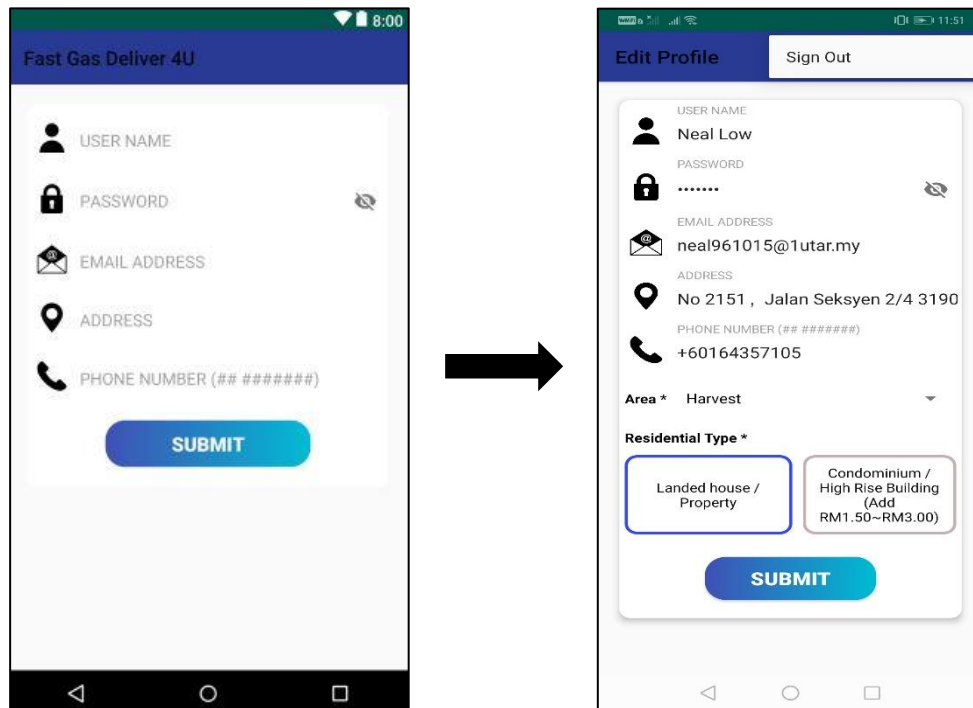 8:00
Fast Gas Deliver 4U
USER NAME
PASSWORD
@
EMAIL ADDRESS
ADDRESS
PHONE NUMBER (## #######)
SUBMIT
11:51
Edit Profile
Sign Out
USER NAME
Neal Low
PASSWORD
•••••••
EMAIL ADDRESS
@
neal961015@1utar.my
ADDRESS
No 2151 , Jalan Seksyen 2/4 3190
PHONE NUMBER (## #######)
+60164357105
Area * Harvest
Residential Type *
Landed house /
Property
Condominium /
High Rise Building
(Add
RM1.50~RM3.00)
SUBMIT